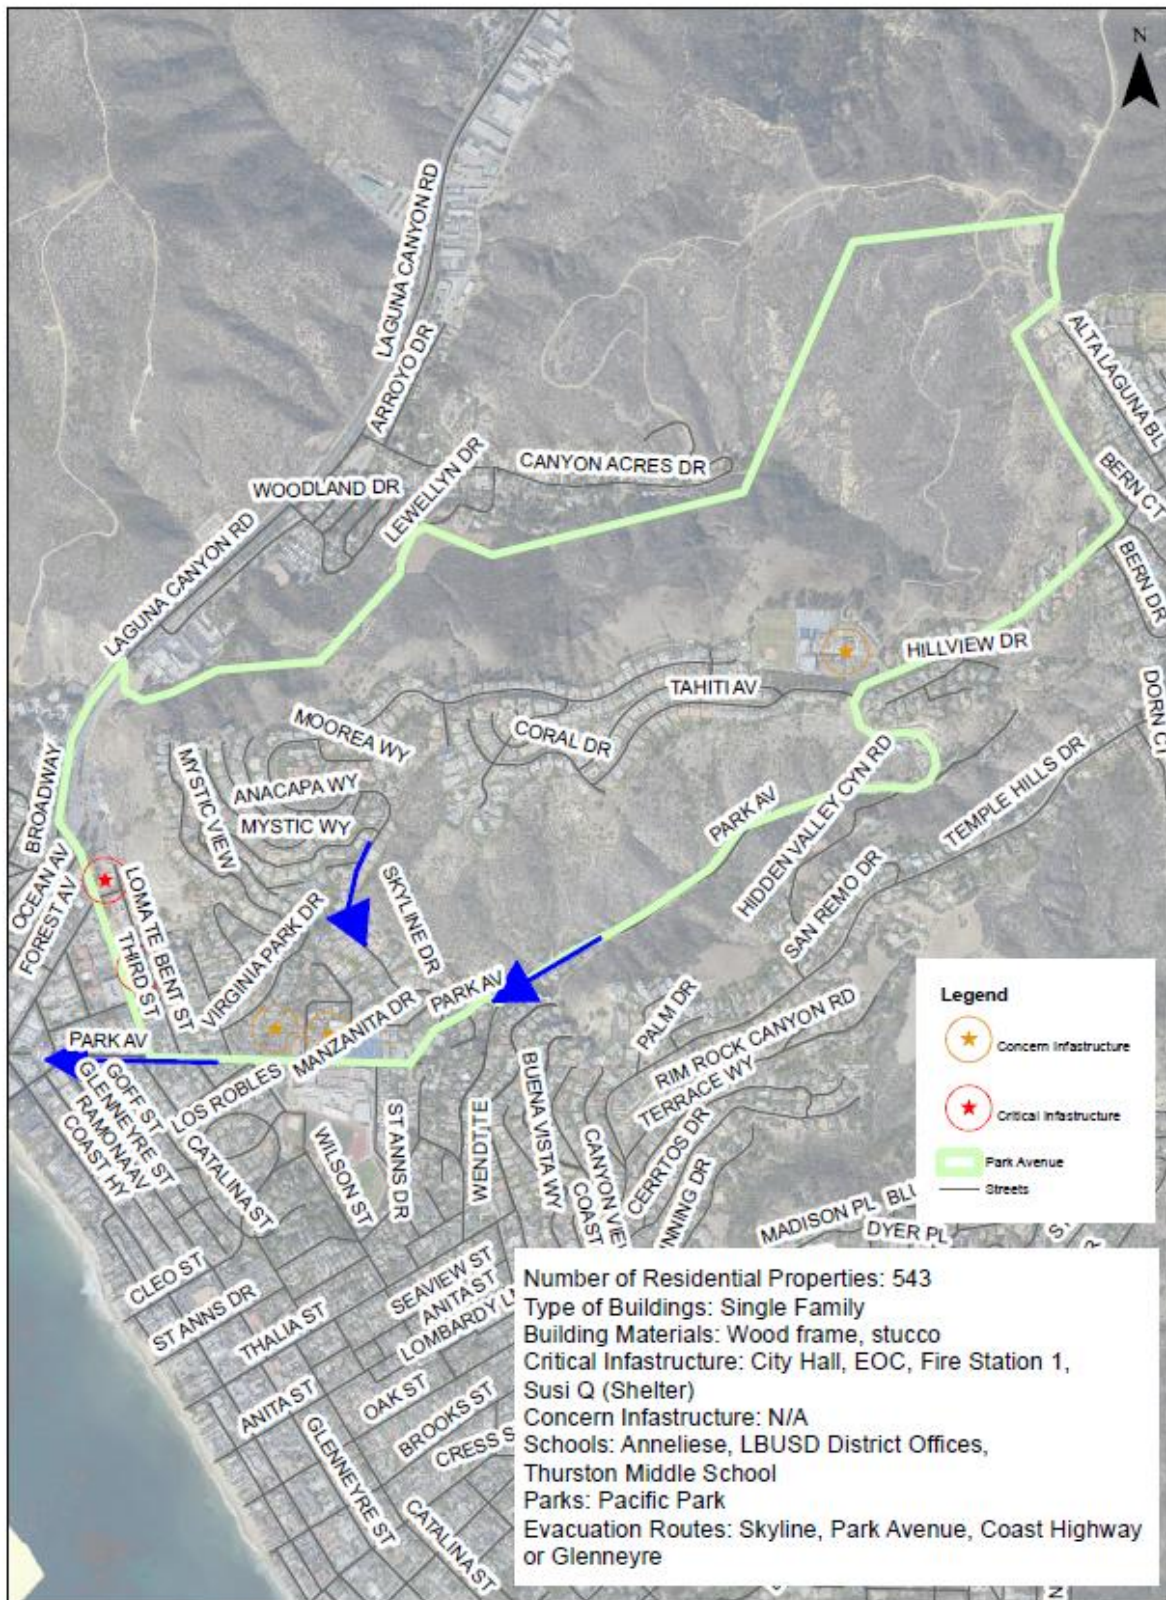 N
LAGUNA CANYON RD
ARROYO DR
ALTA LAGUNA BL
CANYON ACRES DR
LEWELLYN DR
WOODLAND DR
BERN CT
LAGUNA CANYON RD
BERN DR
HILLVIEW DR
TAHITI AV
DORN CT
MOOREA WY
CORAL DR
MYSTIC VIEW
ANACAPA WY
MYSTIC WY
BROADWAY
HIDDEN VALLEY CYN RD
PARK AV
TEMPLE HILLS DR
OCEAN AV
FOREST AV
LOMA TE
BENT ST
THIRD ST
VIRGINIA PARK DR
SKYLINE DR
SAN REMO DR
PARK AV
MANZANITA DR
PALM DR
RIM ROCK CANYON RD
TERRACE WY
PARK AV
GOFF ST
GLENNEYRE ST
RAMONA AV
COAST HY
LOS ROBLES
CATALINA ST
WILSON ST
ST ANNS DR
WENDT TE
BUENA VISTA WY
CANYON VIE
COAST
CERRTOS DR
NNING DR
MADISON PL
BLU
DYER PL
CLEO ST
ST ANNS DR
THALIA ST
SEAVIEW ST
ANITA ST
LOMBARDY L
ANITA ST
OAK ST
BROOKS ST
CRESS S
GLENNEYRE ST
CATALINA ST
Legend
Concern Infastructure
Critical Infastructure
Park Avenue
Streets
Number of Residential Properties: 543
Type of Buildings: Single Family
Building Materials: Wood frame, stucco
Critical Infastructure: City Hall, EOC, Fire Station 1,
Susi Q (Shelter)
Concern Infastructure: N/A
Schools: Anneliese, LBUSD District Offices,
Thurston Middle School
Parks: Pacific Park
Evacuation Routes: Skyline, Park Avenue, Coast Highway
or Glenneyre